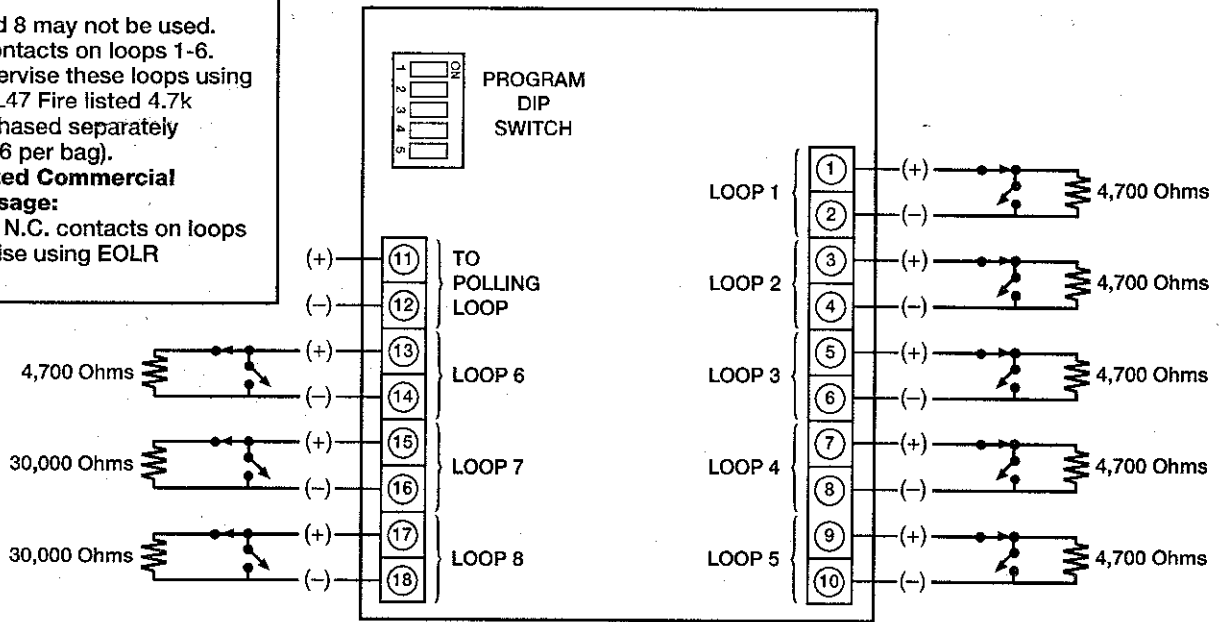 d 8 may not be used.
ontacts on loops 1-6.
ervise these loops using
L47 Fire listed 4.7k
hased separately
6 per bag).
ed Commercial
sage:
N.C. contacts on loops
ise using EOLR
1 2 3 4 5
ON
PROGRAM
DIP
SWITCH
LOOP 1
1 (+)
2 (−)
4,700 Ohms
LOOP 2
3 (+)
4 (−)
4,700 Ohms
LOOP 3
5 (+)
6 (−)
4,700 Ohms
LOOP 4
7 (+)
8 (−)
4,700 Ohms
LOOP 5
9 (+)
10 (−)
4,700 Ohms
(+) 11
(−) 12
TO
POLLING
LOOP
4,700 Ohms
(+) 13
(−) 14
LOOP 6
30,000 Ohms
(+) 15
(−) 16
LOOP 7
30,000 Ohms
(+) 17
(−) 18
LOOP 8